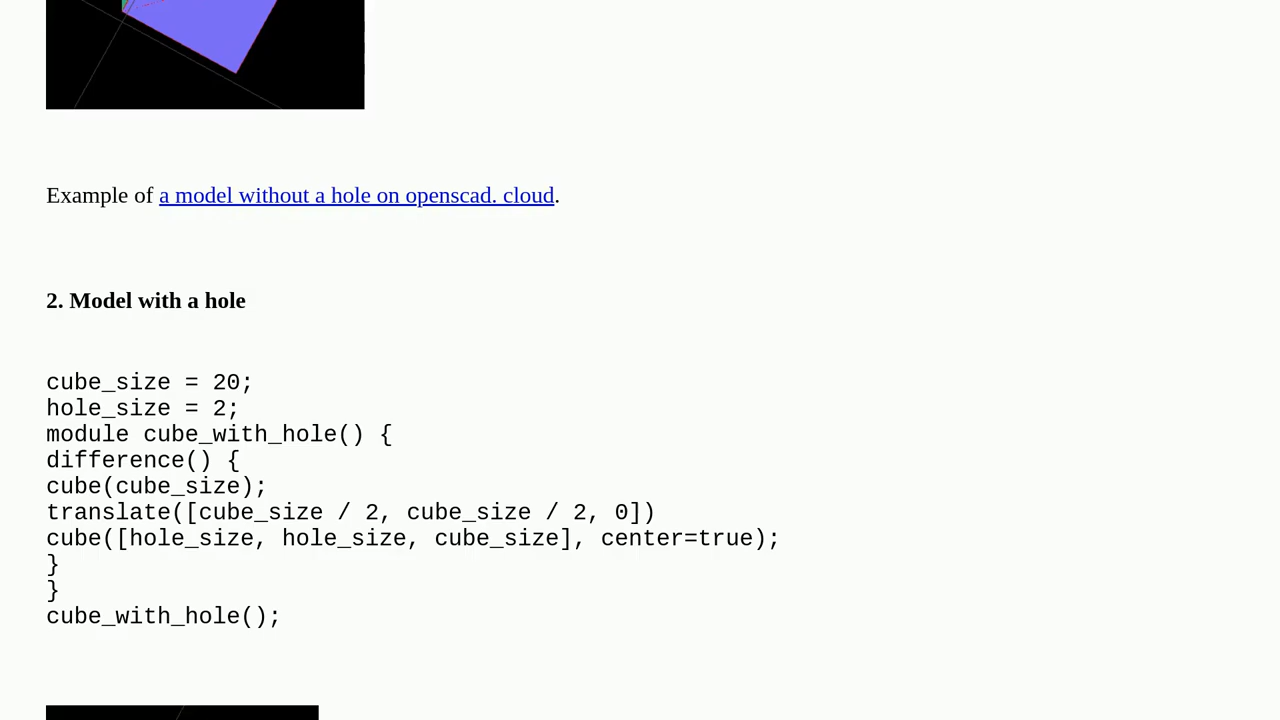 Example of a model without a hole on openscad. cloud.
2. Model with a hole
cube_size = 20;
hole_size = 2;
module cube_with_hole() {
difference() {
cube(cube_size);
translate([cube_size / 2, cube_size / 2, 0])
cube([hole_size, hole_size, cube_size], center=true);
}
}
cube_with_hole();